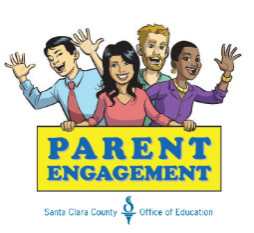 PARENT
ENGAGEMENT
Santa Clara County Office of Education